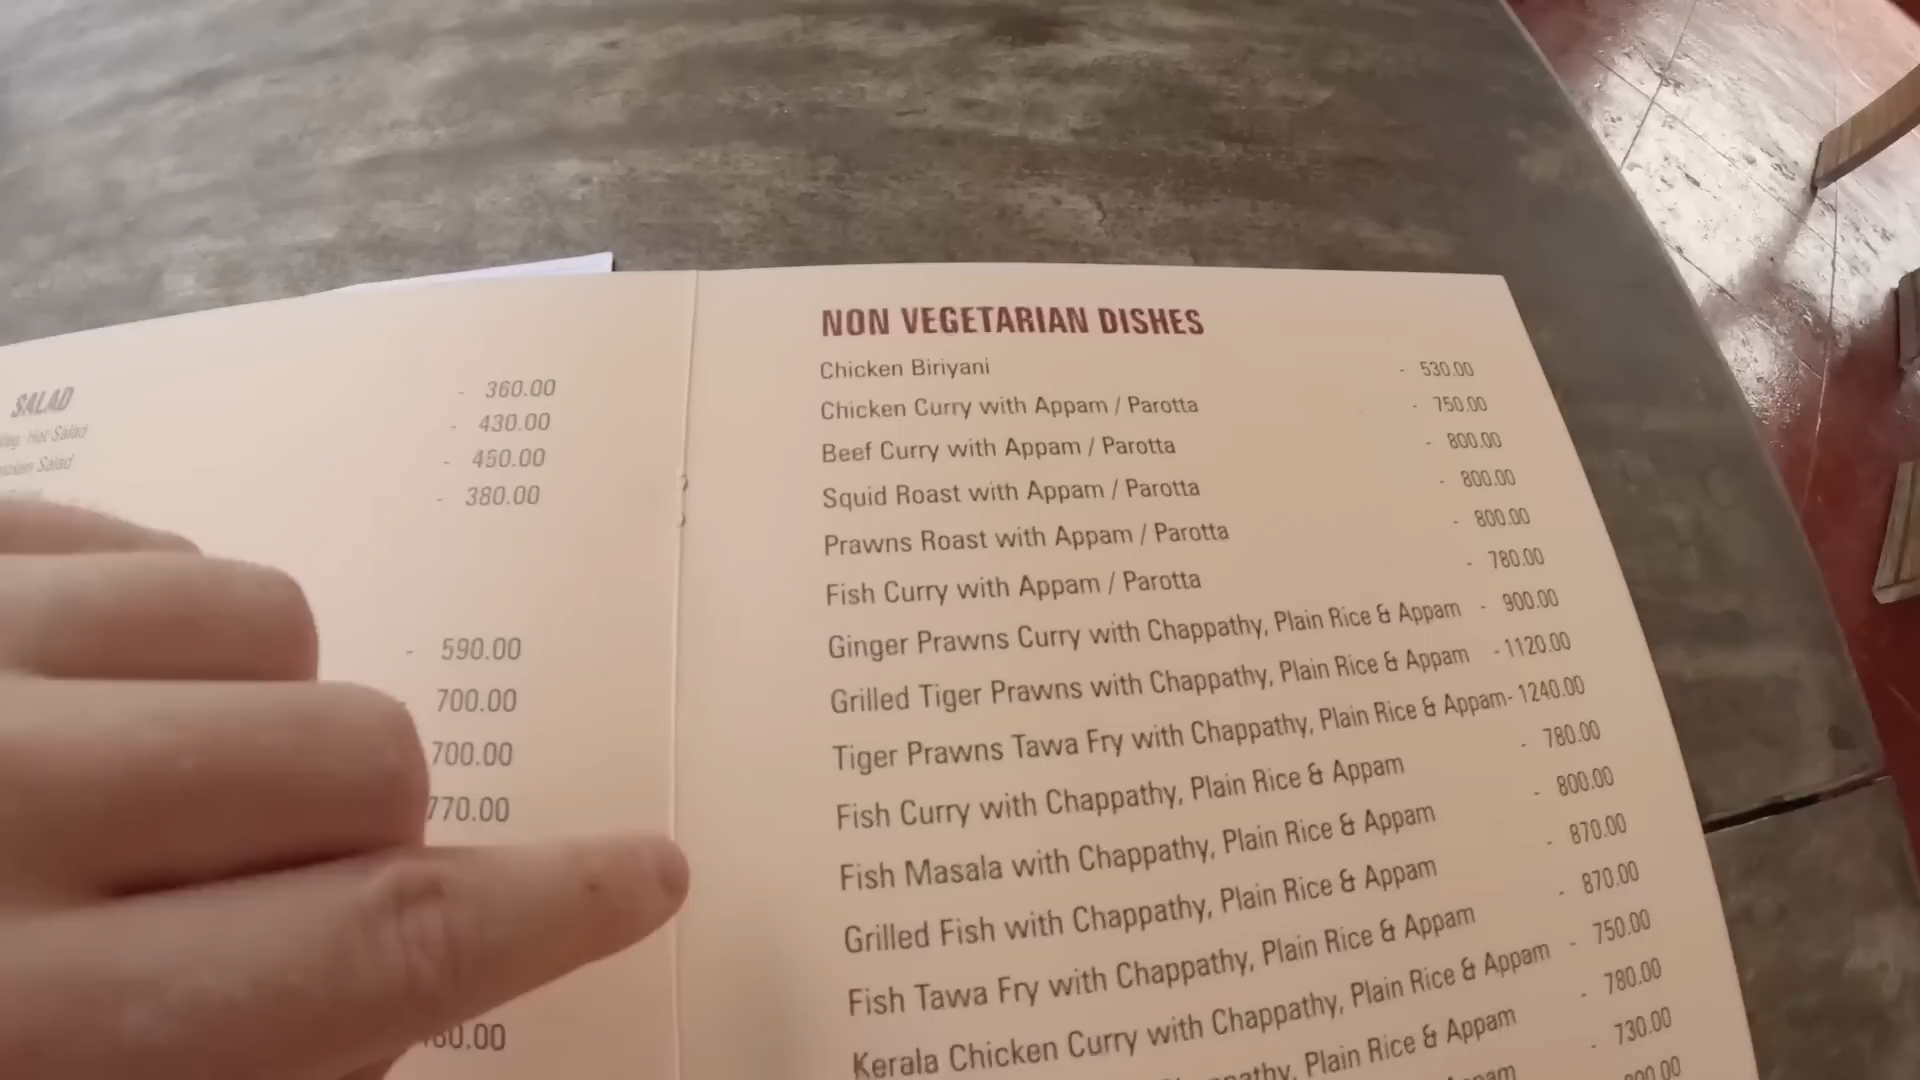 SALAD
Hot Salad
Salad
- 360.00
- 430.00
- 450.00
- 380.00
- 590.00
700.00
700.00
770.00
NON VEGETARIAN DISHES
Chicken Biriyani - 530.00
Chicken Curry with Appam / Parotta - 750.00
Beef Curry with Appam / Parotta - 800.00
Squid Roast with Appam / Parotta - 800.00
Prawns Roast with Appam / Parotta - 800.00
Fish Curry with Appam / Parotta - 780.00
Ginger Prawns Curry with Chappathy, Plain Rice & Appam - 900.00
Grilled Tiger Prawns with Chappathy, Plain Rice & Appam - 1120.00
Tiger Prawns Tawa Fry with Chappathy, Plain Rice & Appam - 1240.00
Fish Curry with Chappathy, Plain Rice & Appam - 780.00
Fish Masala with Chappathy, Plain Rice & Appam - 800.00
Grilled Fish with Chappathy, Plain Rice & Appam - 870.00
Fish Tawa Fry with Chappathy, Plain Rice & Appam - 870.00
Kerala Chicken Curry with Chappathy, Plain Rice & Appam - 750.00
Plain Rice & Appam - 780.00
- 730.00